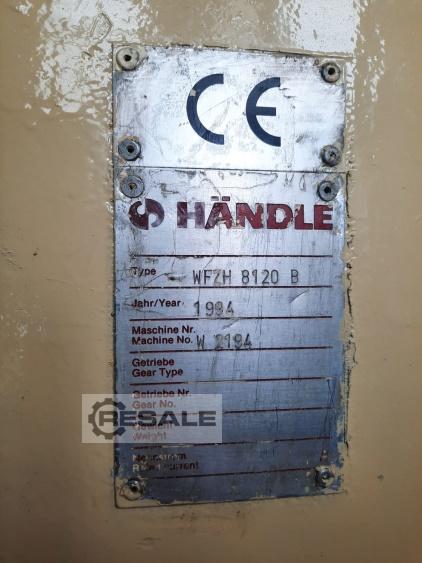 CE
HÄNDLE
Type WFZH 8120 B
Jahr/Year 1994
Maschine Nr.
Machine No. W 2194
Getriebe
Gear Type
Getriebe Nr.
Gear No.
RESALE
Weight
Nennstrom
A